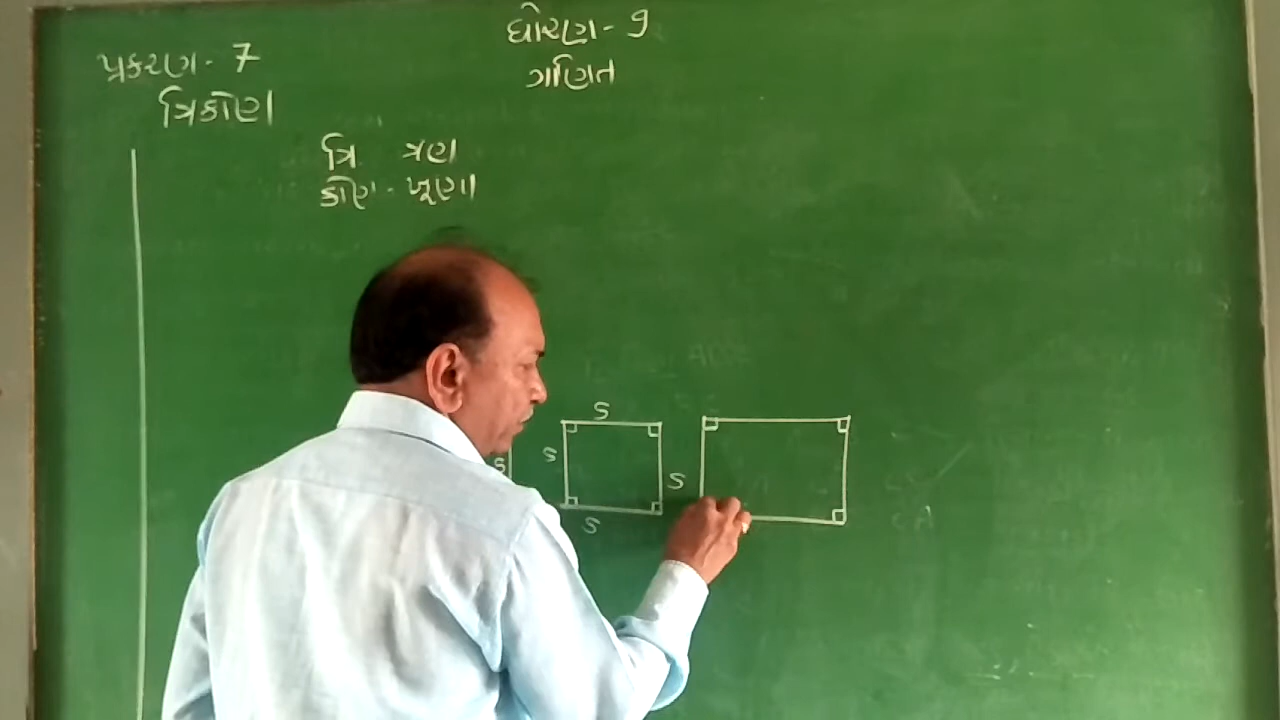 ધોરણ - 9
ગણિત
પ્રકરણ - 7
ત્રિકોણ
ત્રિ ત્રણ
કોણ - ખૂણા
S
S
S
S
S